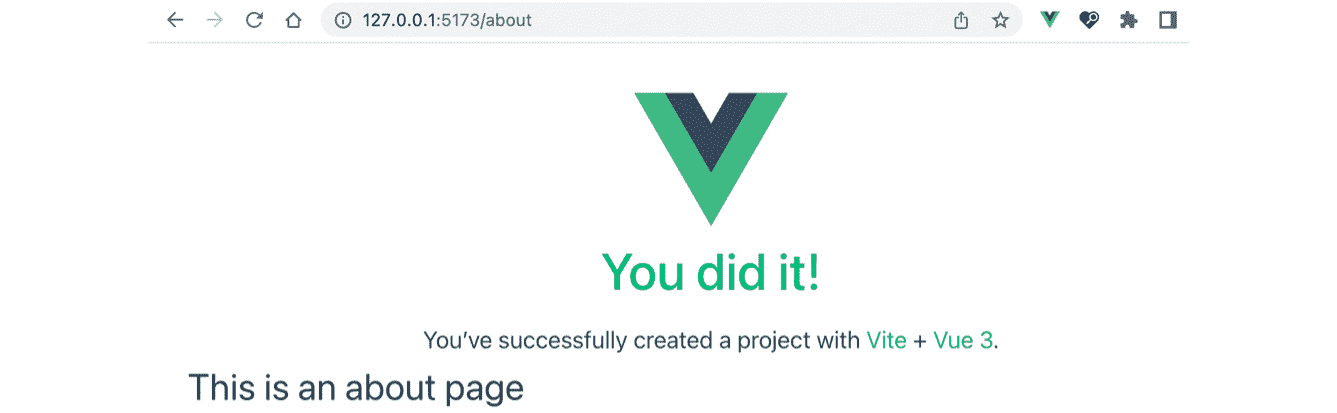 127.0.0.1:5173/about
You did it!
You’ve successfully created a project with Vite + Vue 3.
This is an about page